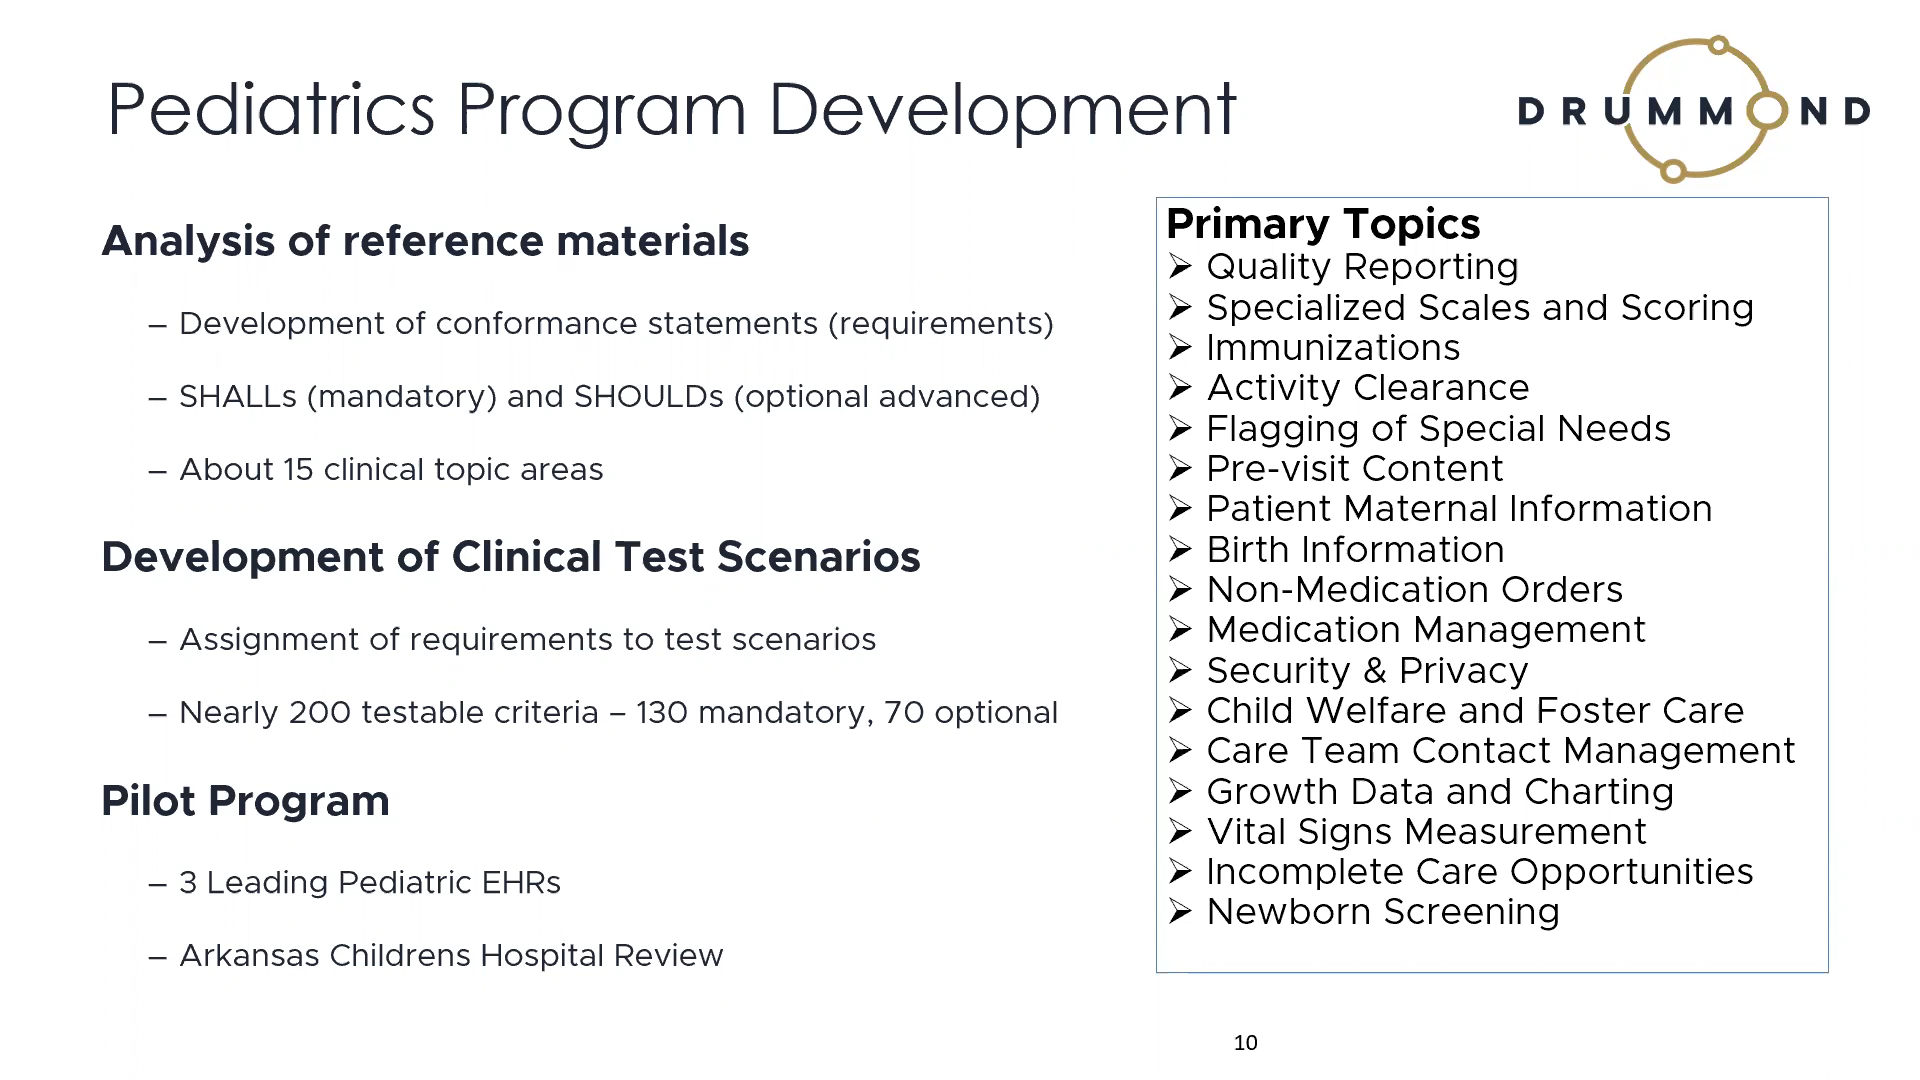 Pediatrics Program Development
DRUMMOND
Analysis of reference materials
– Development of conformance statements (requirements)
– SHALLs (mandatory) and SHOULDs (optional advanced)
– About 15 clinical topic areas
Development of Clinical Test Scenarios
– Assignment of requirements to test scenarios
– Nearly 200 testable criteria – 130 mandatory, 70 optional
Pilot Program
– 3 Leading Pediatric EHRs
– Arkansas Childrens Hospital Review
Primary Topics
➢ Quality Reporting
➢ Specialized Scales and Scoring
➢ Immunizations
➢ Activity Clearance
➢ Flagging of Special Needs
➢ Pre-visit Content
➢ Patient Maternal Information
➢ Birth Information
➢ Non-Medication Orders
➢ Medication Management
➢ Security & Privacy
➢ Child Welfare and Foster Care
➢ Care Team Contact Management
➢ Growth Data and Charting
➢ Vital Signs Measurement
➢ Incomplete Care Opportunities
➢ Newborn Screening
10